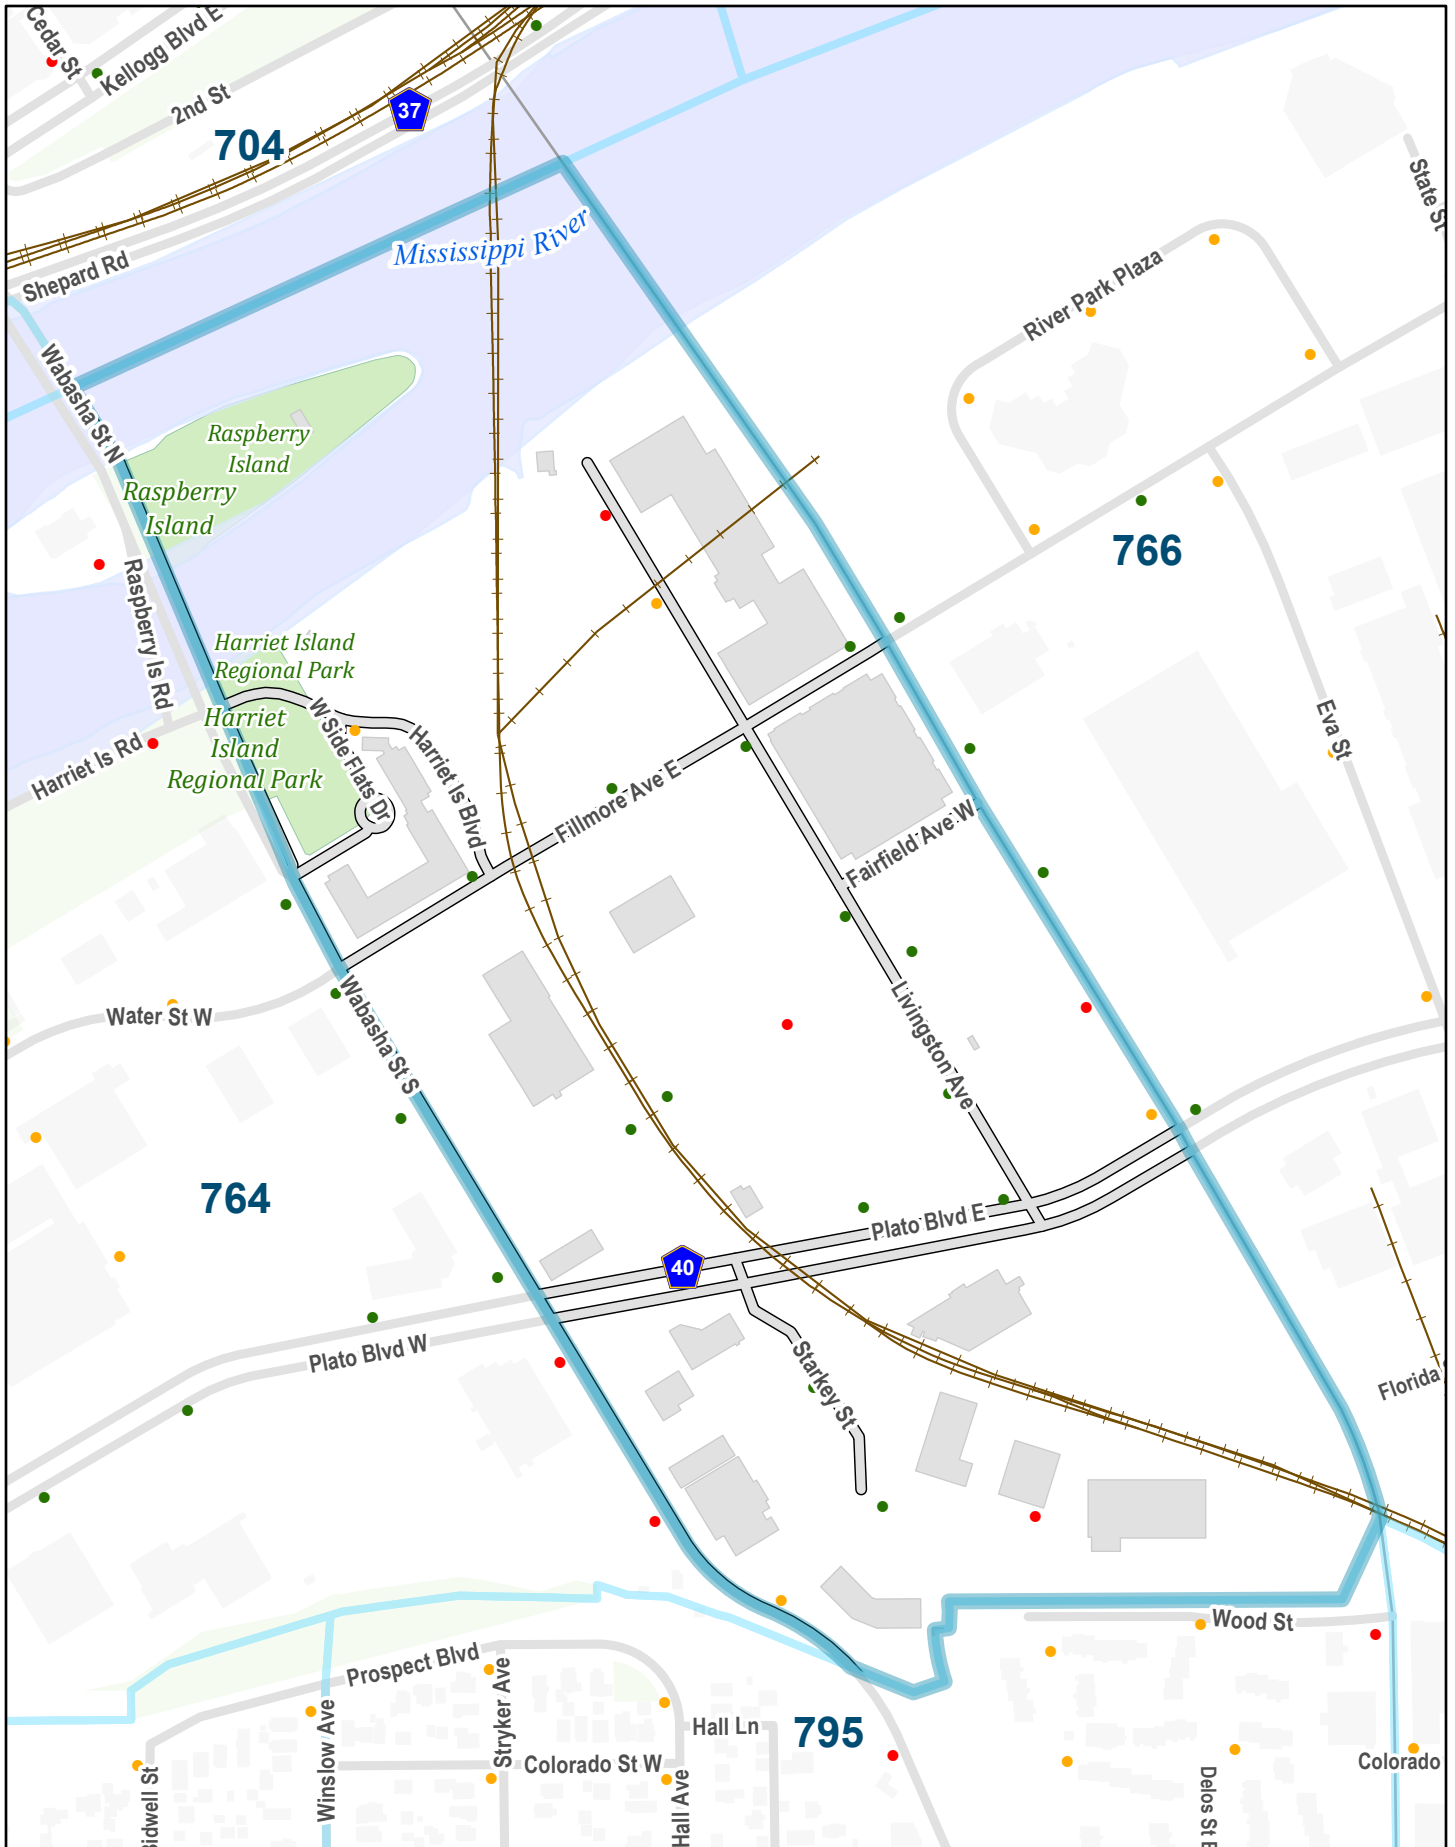 Cedar St
Kellogg Blvd E
2nd St
37
704
State St
Shepard Rd
Mississippi River
River Park Plaza
Wabasha St N
Raspberry
Island
Raspberry
Island
766
Raspberry Is Rd
Harriet Island
Regional Park
W Side Flats Dr
Harriet
Island
Regional Park
Harriet Is Rd
Harriet Is Blvd
Eva St
Fillmore Ave E
Fairfield Ave W
Livingston Ave
Water St W
Wabasha St S
764
Plato Blvd E
40
Plato Blvd W
Starkey St
Florida
Wood St
Prospect Blvd
Stryker Ave
Winslow Ave
Hall Ln
795
Colorado St W
Colorado
Bidwell St
Hall Ave
Delos St E